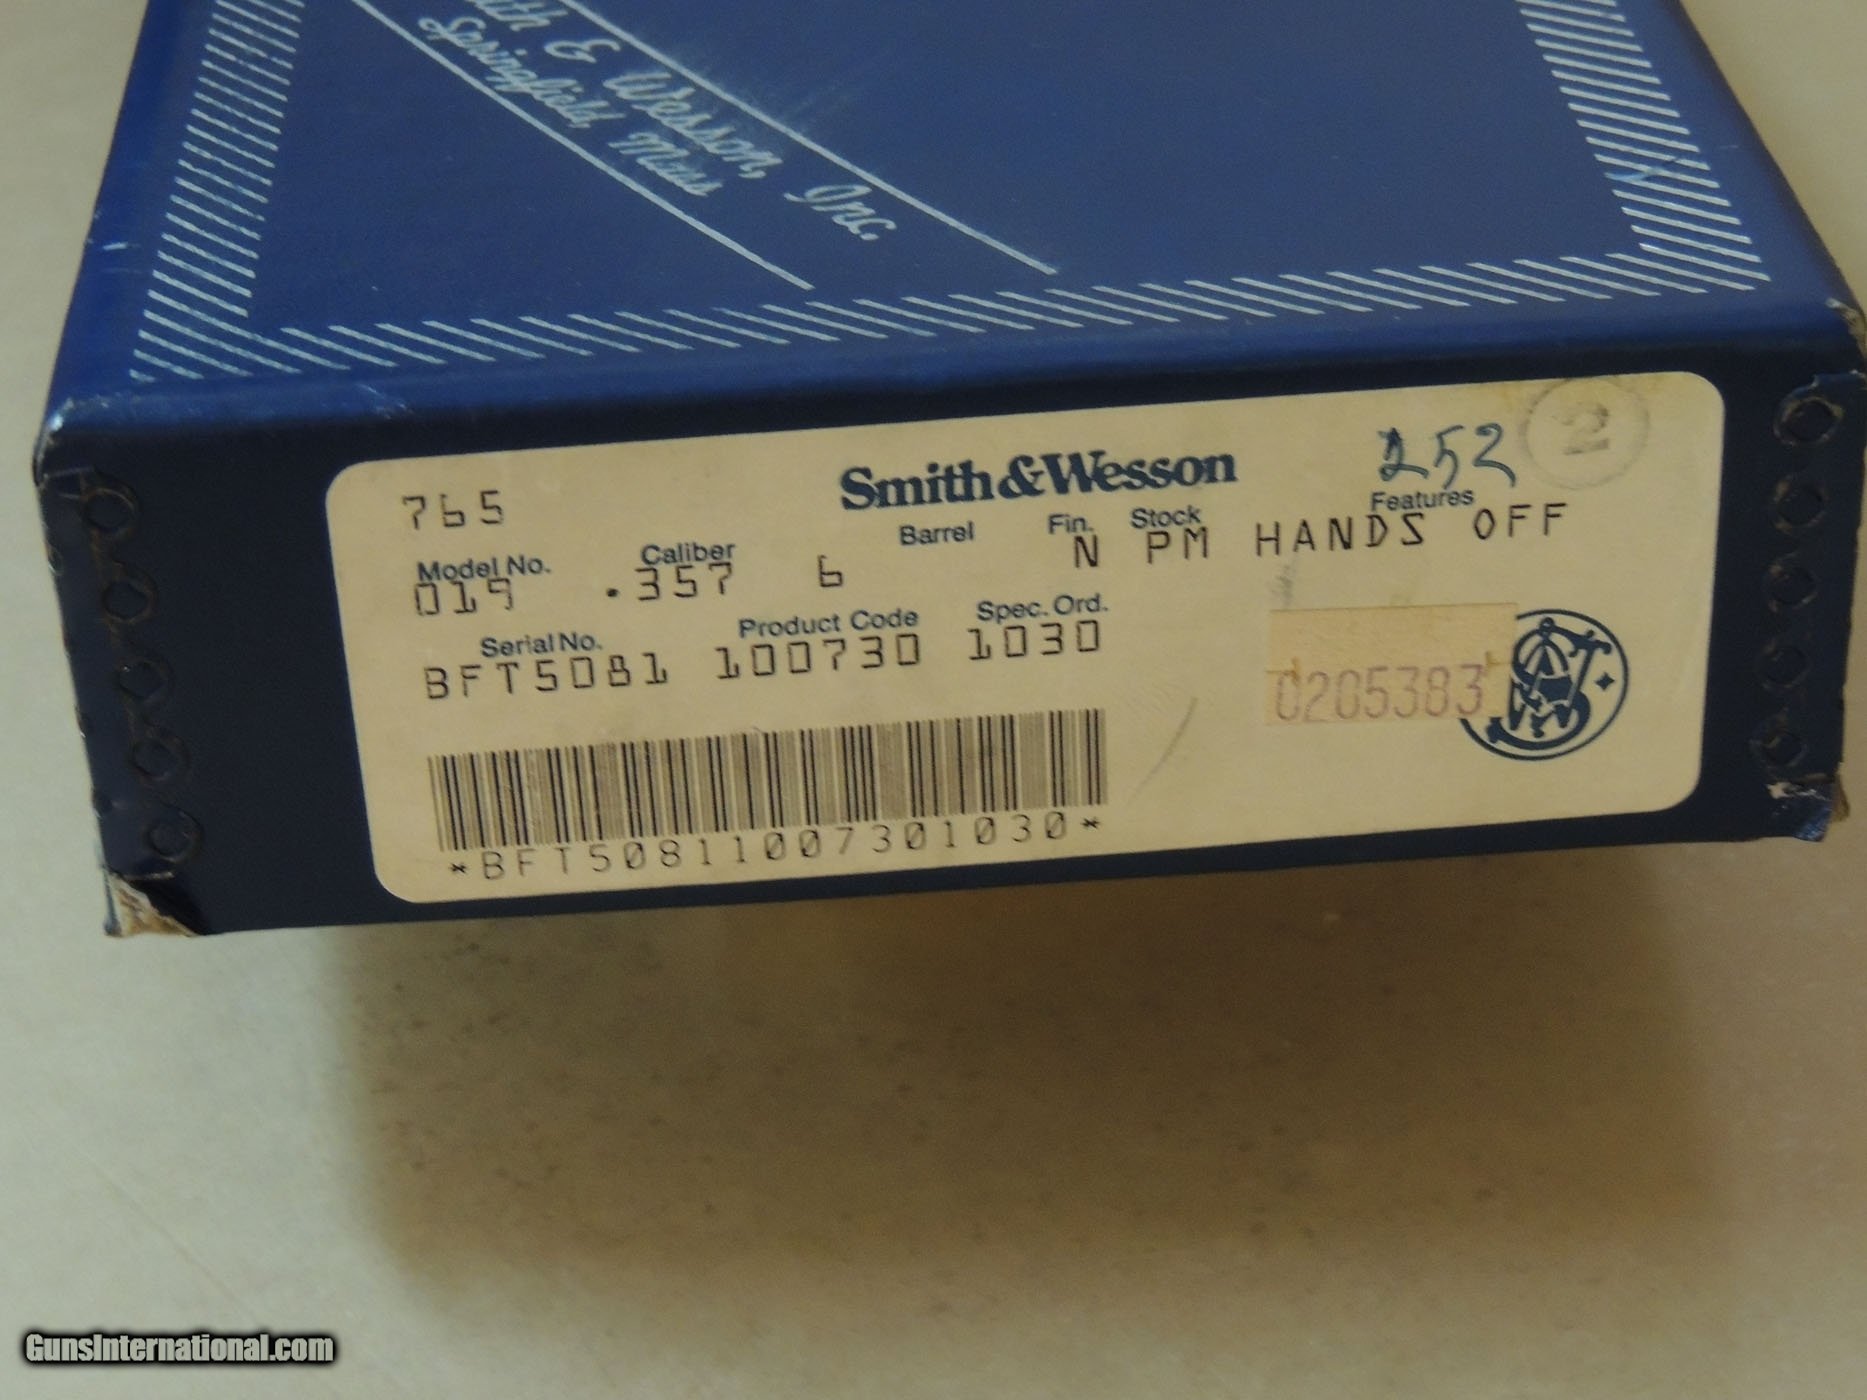 & Wesson, Inc.
Springfield, Mass
2
252
765
Smith & Wesson
Model No. Caliber Barrel Fin. Stock Features
019 .357 6 N PM HANDS OFF
Serial No. Product Code Spec. Ord.
BFT5081 100730 1030
0205383
*BFT50811007301030*
GunsInternational.com